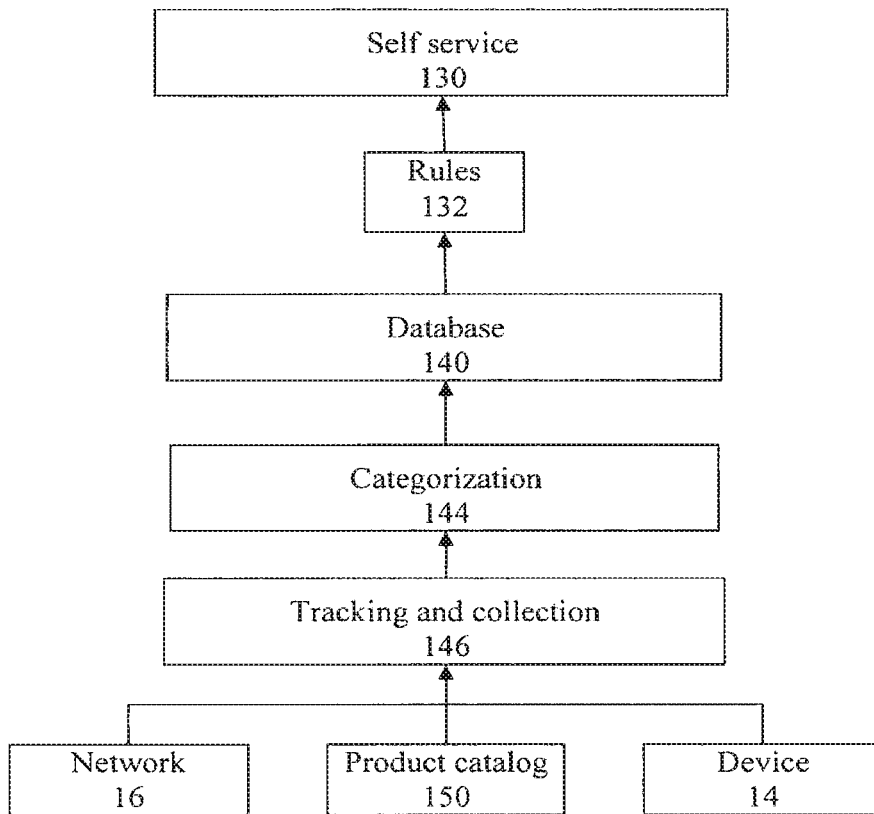 Self service
130
Rules
132
Database
140
Categorization
144
Tracking and collection
146
Network
16
Product catalog
150
Device
14